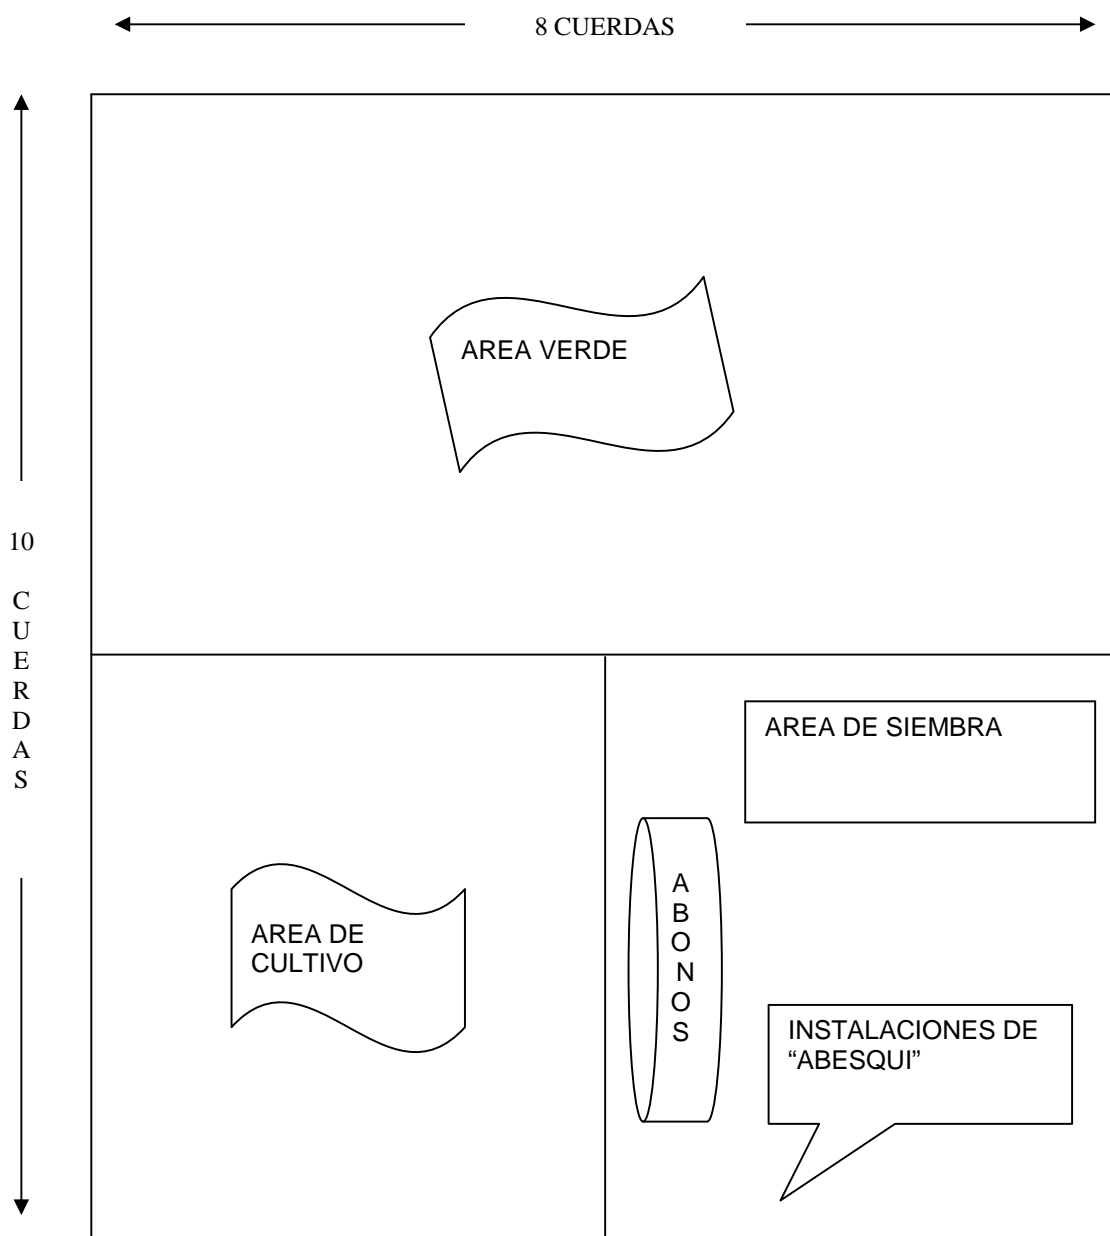 8 CUERDAS
AREA VERDE
10
C
U
E
R
D
A
S
AREA DE SIEMBRA
A
B
O
N
O
S
AREA DE
CULTIVO
INSTALACIONES DE
“ABESQUI”